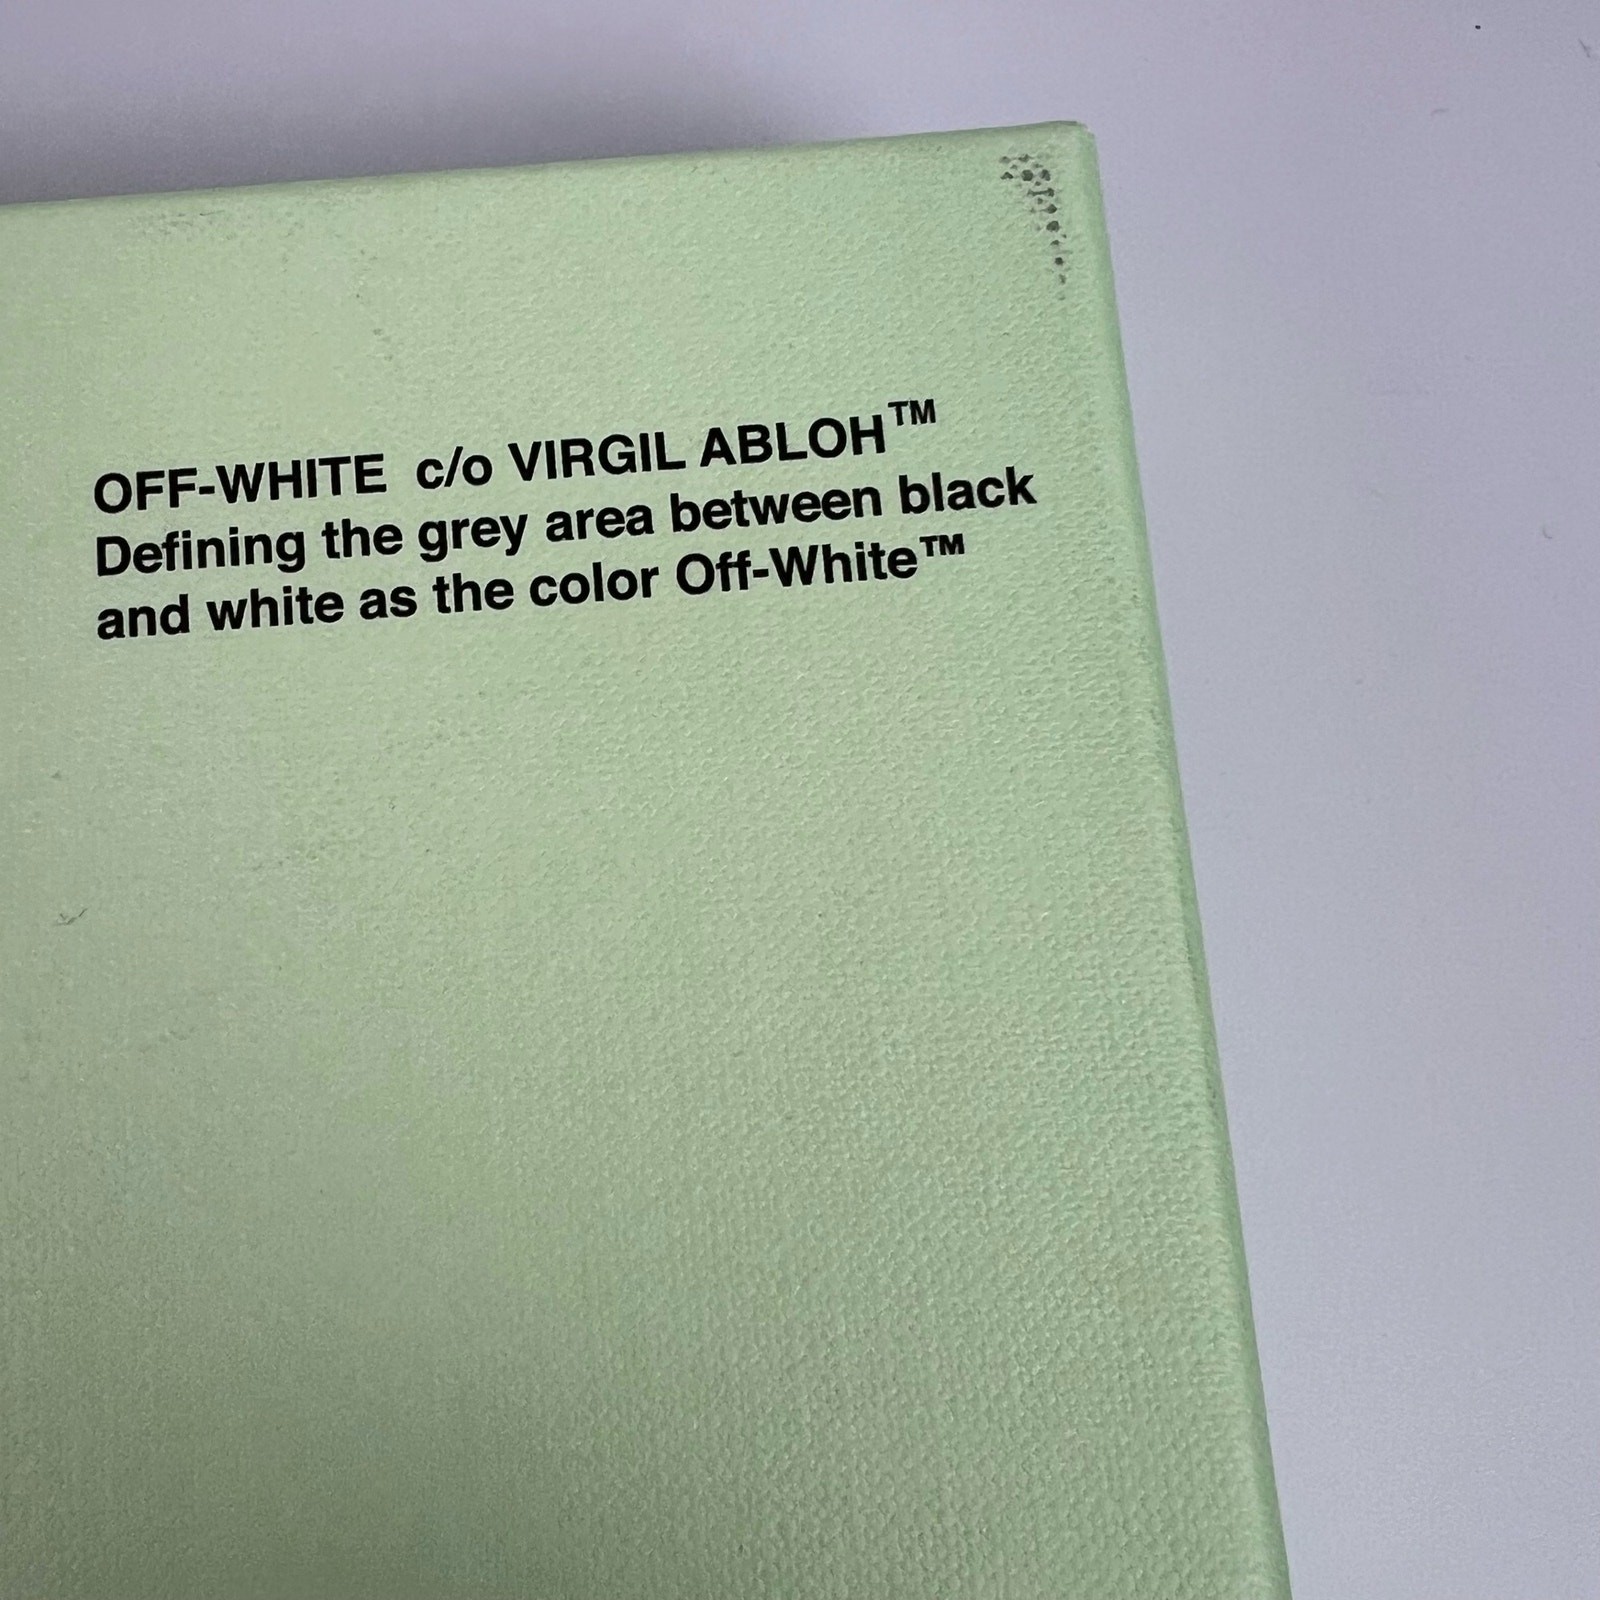 OFF-WHITE c/o VIRGIL ABLOH™
Defining the grey area between black
and white as the color Off-White™